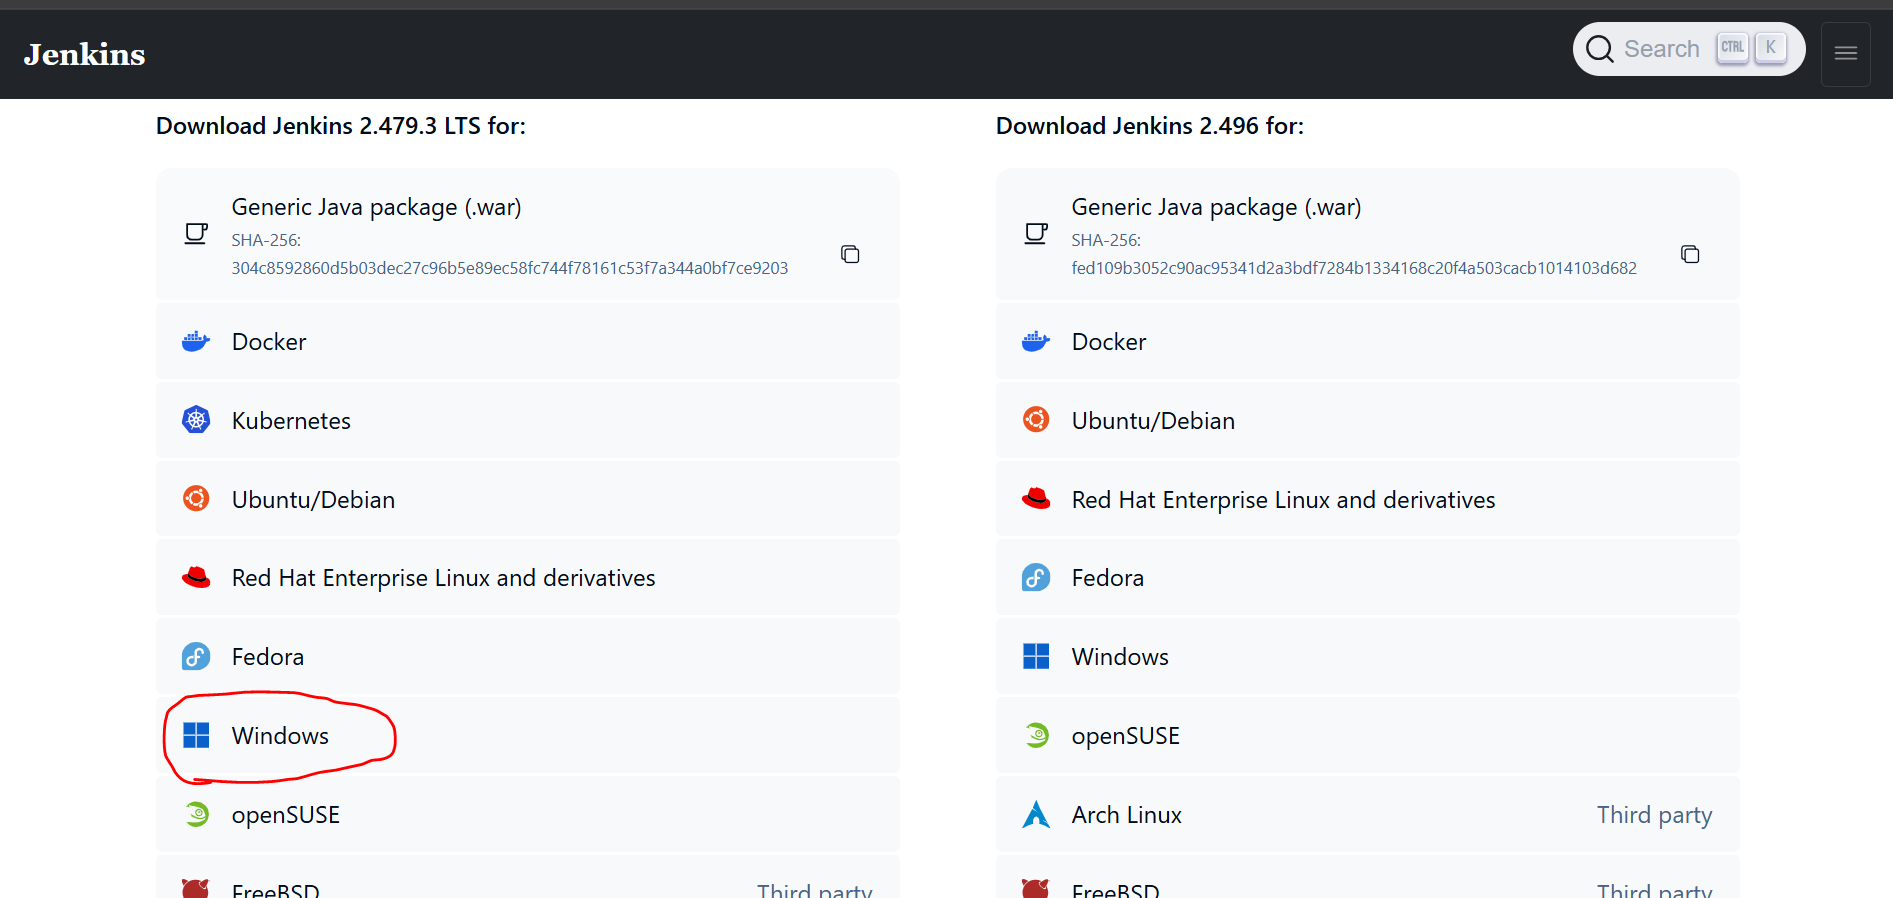 Jenkins
Search CTRL K
Download Jenkins 2.479.3 LTS for:
Generic Java package (.war)
SHA-256:
304c8592860d5b03dec27c96b5e89ec58fc744f78161c53f7a344a0bf7ce9203
Docker
Kubernetes
Ubuntu/Debian
Red Hat Enterprise Linux and derivatives
Fedora
Windows
openSUSE
FreeBSD Third party
Download Jenkins 2.496 for:
Generic Java package (.war)
SHA-256:
fed109b3052c90ac95341d2a3bdf7284b1334168c20f4a503cacb1014103d682
Docker
Ubuntu/Debian
Red Hat Enterprise Linux and derivatives
Fedora
Windows
openSUSE
Arch Linux Third party
FreeBSD Third party